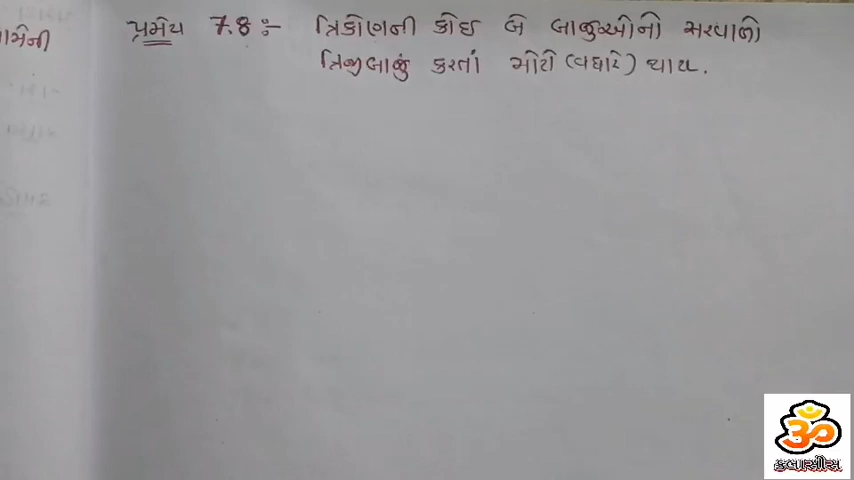 પ્રમેય 7.8 :- ત્રિકોણની કોઈ બે બાજુઓનો સરવાળો
ત્રિજીબાજું કરતાં મોટો (વધારે) થાય.
ક્લાસીસ